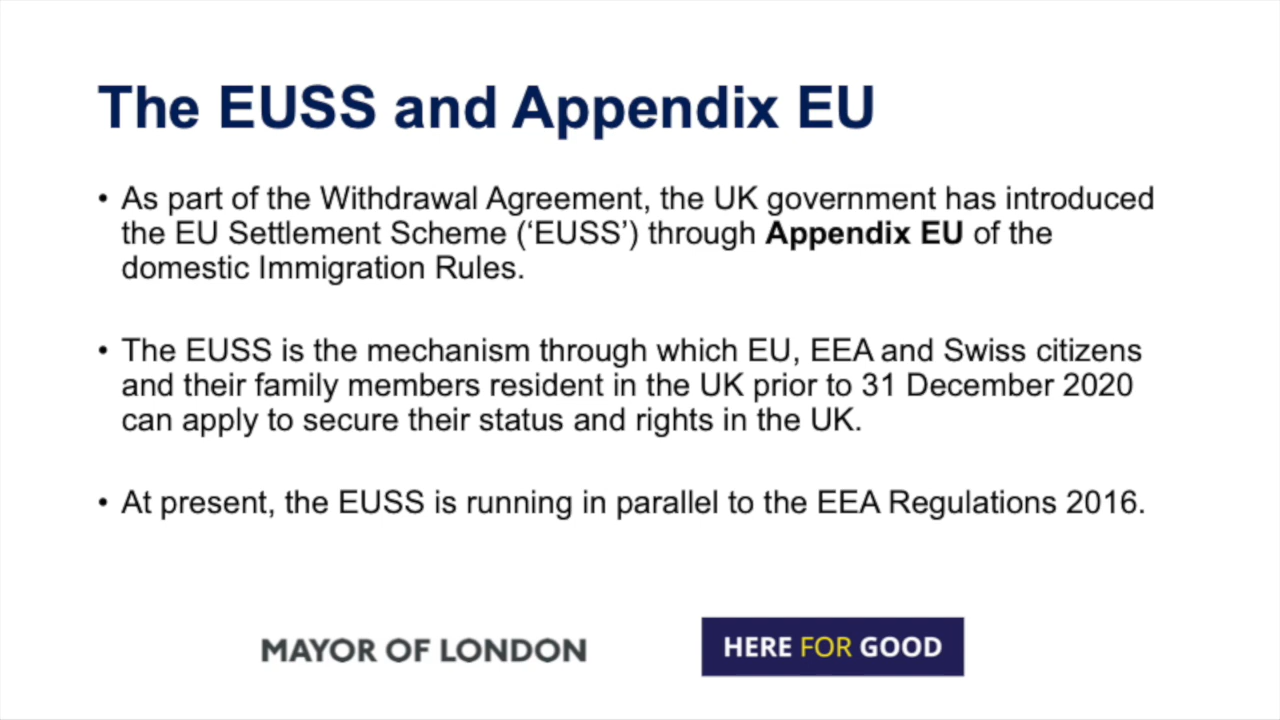 The EUSS and Appendix EU
• As part of the Withdrawal Agreement, the UK government has introduced
the EU Settlement Scheme (‘EUSS’) through Appendix EU of the
domestic Immigration Rules.
• The EUSS is the mechanism through which EU, EEA and Swiss citizens
and their family members resident in the UK prior to 31 December 2020
can apply to secure their status and rights in the UK.
• At present, the EUSS is running in parallel to the EEA Regulations 2016.
MAYOR OF LONDON
HERE FOR GOOD